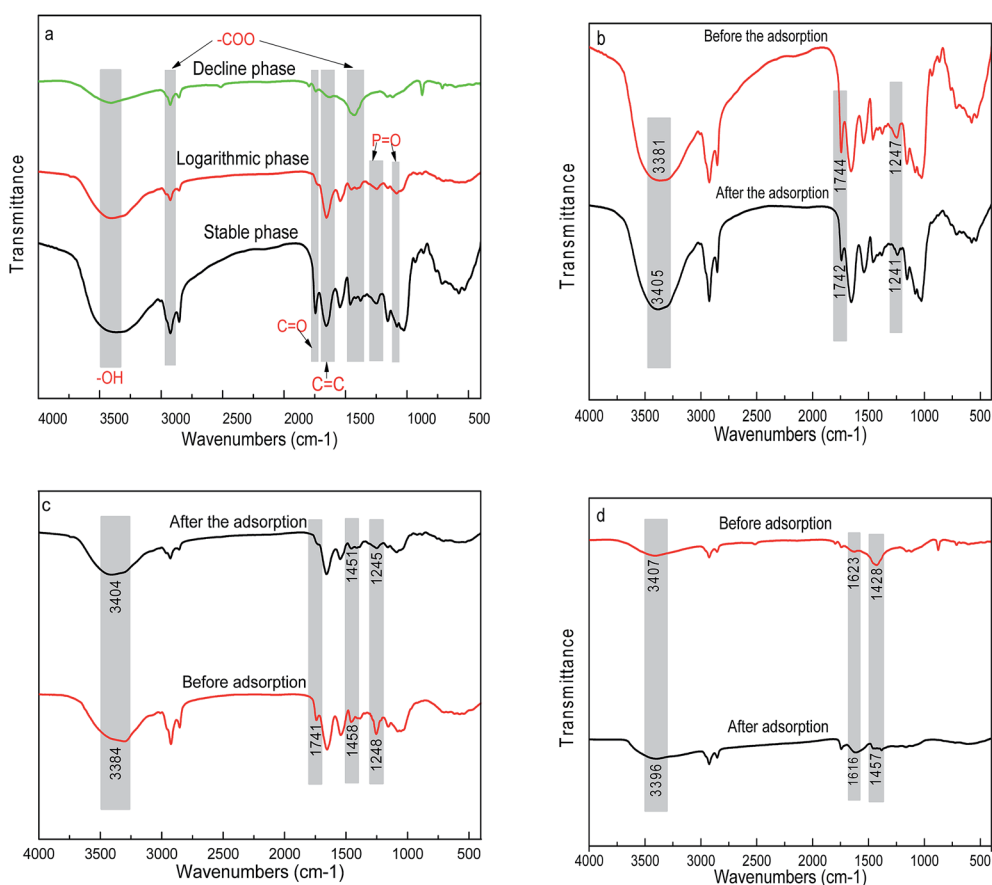 a
-COO
Decline phase
P=O
Logarithmic phase
Stable phase
C=O
-OH
C=C
4000 3500 3000 2500 2000 1500 1000 500
Wavenumbers (cm-1)
Transmittance
b
Before the adsorption
3381
1744
1247
After the adsorption
3405
1742
1241
4000 3500 3000 2500 2000 1500 1000 500
Wavenumbers (cm-1)
Transmittance
c
After the adsorption
3404
1451
1245
Before adsorption
3384
1741
1458
1248
4000 3500 3000 2500 2000 1500 1000 500
Wavenumbers (cm-1)
Transmittance
d
Before adsorption
3407
1623
1428
After adsorption
3396
1616
1457
4000 3500 3000 2500 2000 1500 1000 500
Wavenumbers (cm-1)
Transmittance